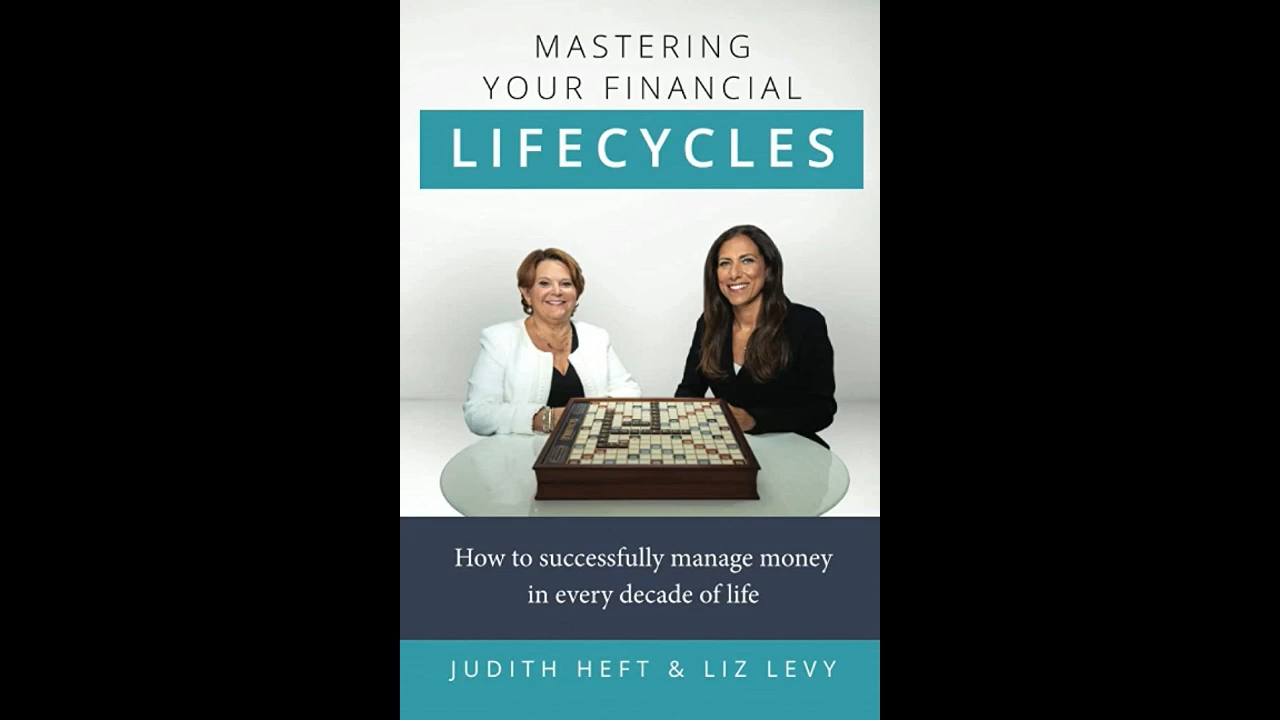 MASTERING
YOUR FINANCIAL
LIFECYCLES
How to successfully manage money
in every decade of life
JUDITH HEFT & LIZ LEVY